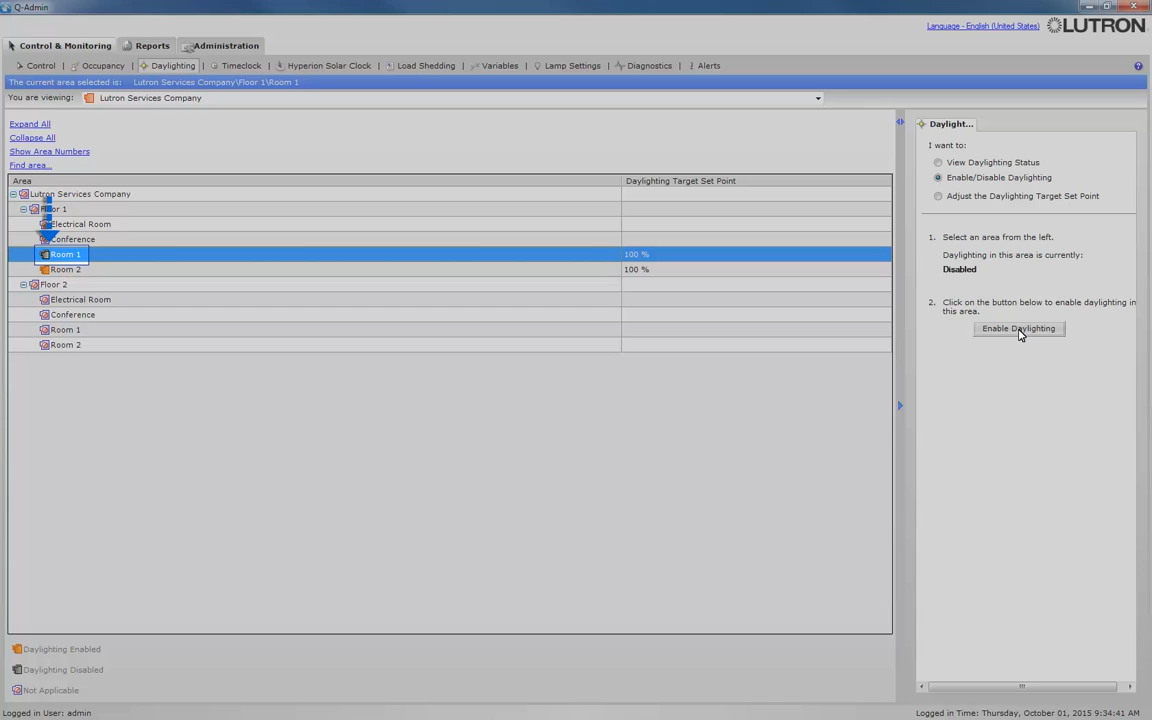 Q-Admin
Language - English (United States)
LUTRON
Control & Monitoring Reports Administration
Control Occupancy Daylighting Timeclock Hyperion Solar Clock Load Shedding Variables Lamp Settings Diagnostics Alerts
The current area selected is: Lutron Services Company\Floor 1\Room 1
You are viewing: Lutron Services Company
Expand All
Collapse All
Show Area Numbers
Find area...
Area Daylighting Target Set Point
Lutron Services Company
Floor 1
Electrical Room
Conference
Room 1 100 %
Room 2 100 %
Floor 2
Electrical Room
Conference
Room 1
Room 2
Daylighting Enabled
Daylighting Disabled
Not Applicable
Daylight...
I want to:
View Daylighting Status
Enable/Disable Daylighting
Adjust the Daylighting Target Set Point
1. Select an area from the left.
Daylighting in this area is currently:
Disabled
2. Click on the button below to enable daylighting in
this area.
Enable Daylighting
Logged in User: admin
Logged in Time: Thursday, October 01, 2015 9:34:41 AM